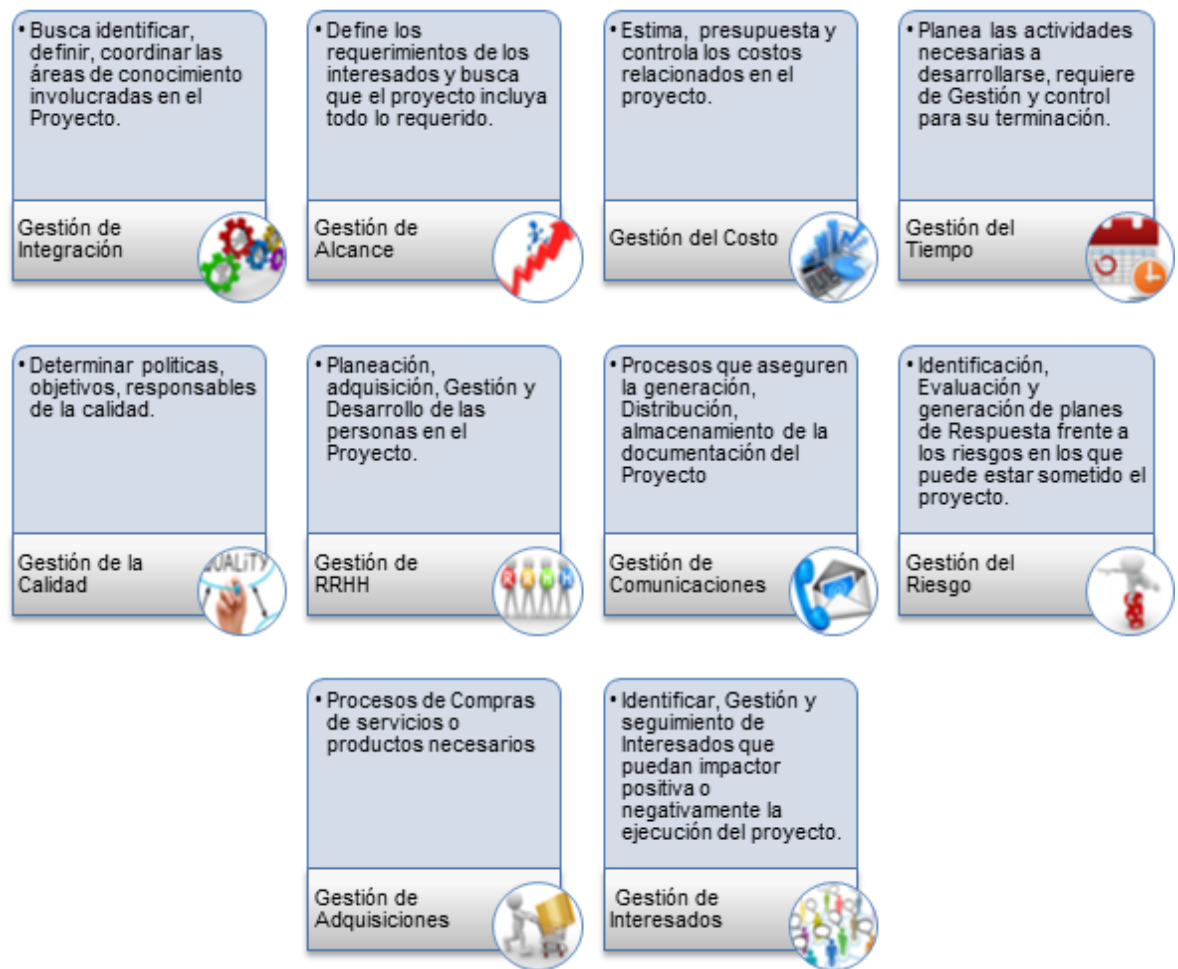 • Busca identificar,
definir, coordinar las
áreas de conocimiento
involucradas en el
Proyecto.
Gestión de
Integración
• Define los
requerimientos de los
interesados y busca
que el proyecto incluya
todo lo requerido.
Gestión de
Alcance
• Estima, presupuesta y
controla los costos
relacionados en el
proyecto.
Gestión del Costo
• Planea las actividades
necesarias a
desarrollarse, requiere
de Gestión y control
para su terminación.
Gestión del
Tiempo
• Determinar politicas,
objetivos, responsables
de la calidad.
Gestión de la
Calidad
QUALiTY
• Planeación,
adquisición, Gestión y
Desarrollo de las
personas en el
Proyecto.
Gestión de
RRHH
R R H H
• Procesos que aseguren
la generación,
Distribución,
almacenamiento de la
documentación del
Proyecto
Gestión de
Comunicaciones
@
• Identificación,
Evaluación y
generación de planes
de Respuesta frente a
los riesgos en los que
puede estar sometido el
proyecto.
Gestión del
Riesgo
• Procesos de Compras
de servicios o
productos necesarios
Gestión de
Adquisiciones
• Identificar, Gestión y
seguimiento de
Interesados que
puedan impactor
positiva o
negativamente la
ejecución del proyecto.
Gestión de
Interesados